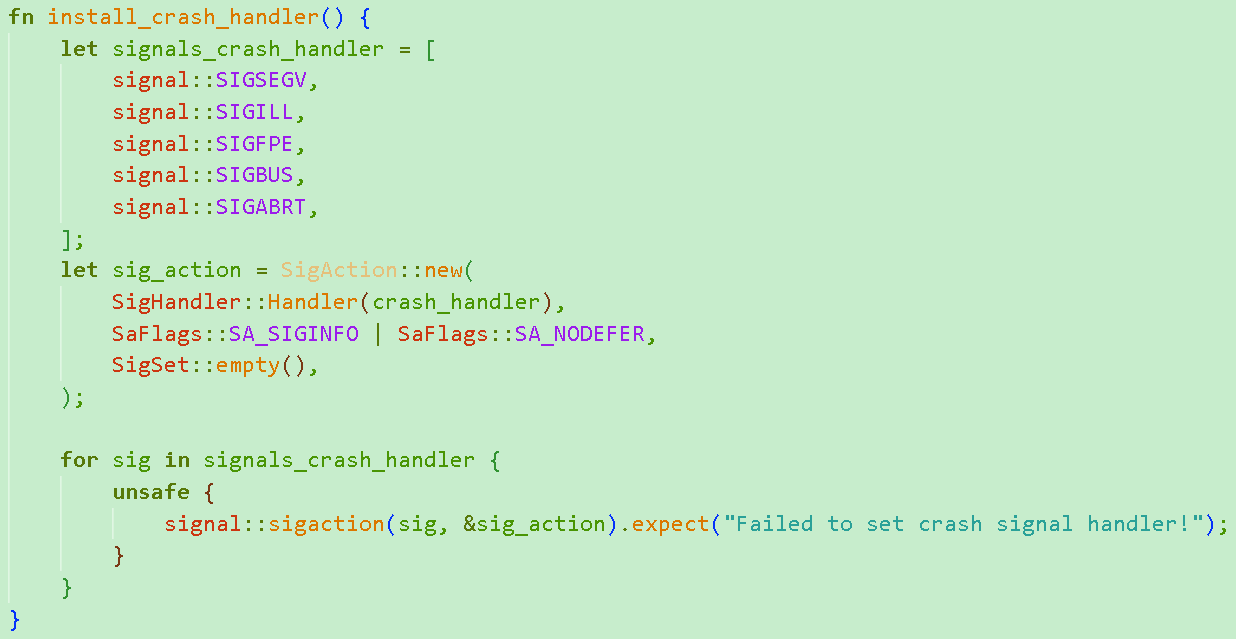 fn install_crash_handler() {
    let signals_crash_handler = [
        signal::SIGSEGV,
        signal::SIGILL,
        signal::SIGFPE,
        signal::SIGBUS,
        signal::SIGABRT,
    ];
    let sig_action = SigAction::new(
        SigHandler::Handler(crash_handler),
        SaFlags::SA_SIGINFO | SaFlags::SA_NODEFER,
        SigSet::empty(),
    );

    for sig in signals_crash_handler {
        unsafe {
            signal::sigaction(sig, &sig_action).expect("Failed to set crash signal handler!");
        }
    }
}